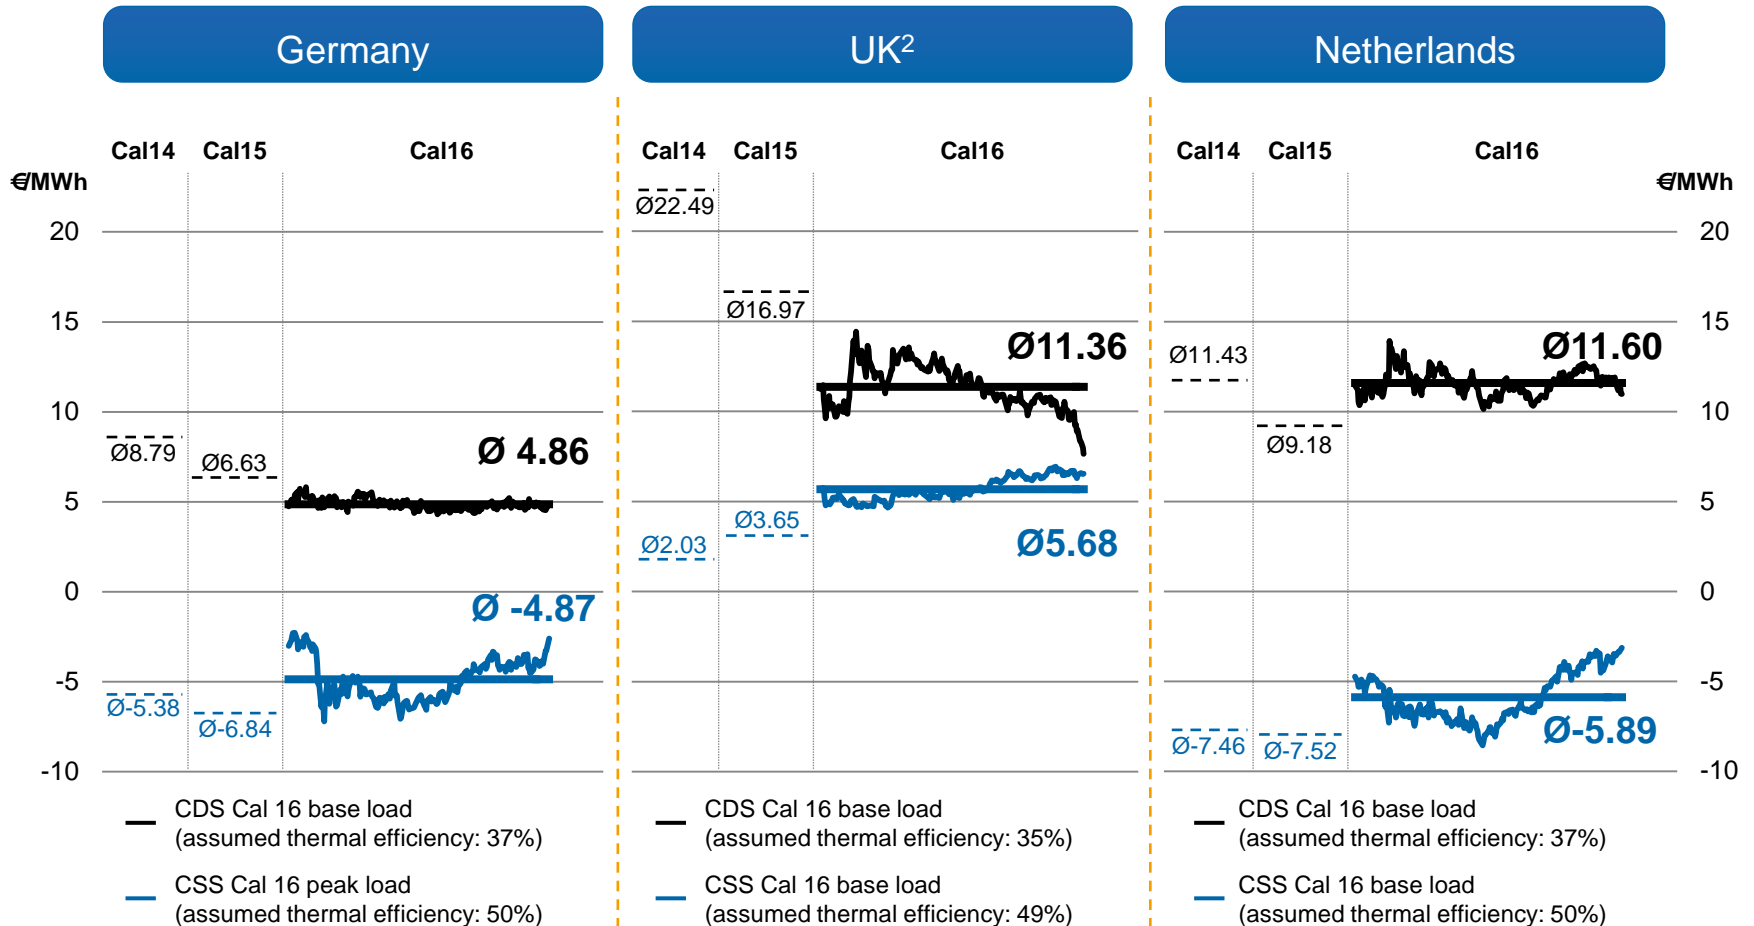 Germany
UK²
Netherlands
Cal14 Cal15 Cal16
Cal14 Cal15 Cal16
Cal14 Cal15 Cal16
€/MWh
€/MWh
20
15
10
5
0
-5
-10
Ø8.79
Ø6.63
Ø 4.86
Ø-5.38
Ø-6.84
Ø -4.87
Ø22.49
Ø16.97
Ø11.36
Ø2.03
Ø3.65
Ø5.68
Ø11.43
Ø9.18
Ø11.60
Ø-7.46
Ø-7.52
Ø-5.89
20
15
10
5
0
-5
-10
CDS Cal 16 base load
(assumed thermal efficiency: 37%)
CSS Cal 16 peak load
(assumed thermal efficiency: 50%)
CDS Cal 16 base load
(assumed thermal efficiency: 35%)
CSS Cal 16 base load
(assumed thermal efficiency: 49%)
CDS Cal 16 base load
(assumed thermal efficiency: 37%)
CSS Cal 16 base load
(assumed thermal efficiency: 50%)